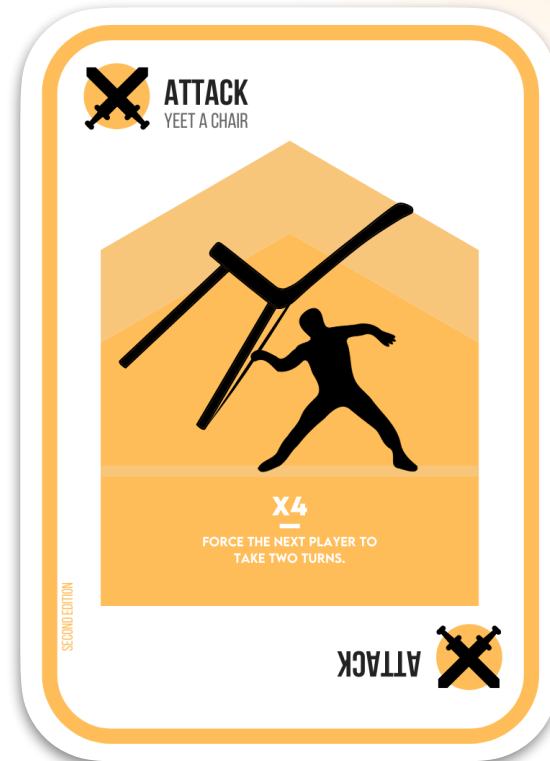 ATTACK
YEET A CHAIR
X4
FORCE THE NEXT PLAYER TO
TAKE TWO TURNS.
SECOND EDITION
ATTACK